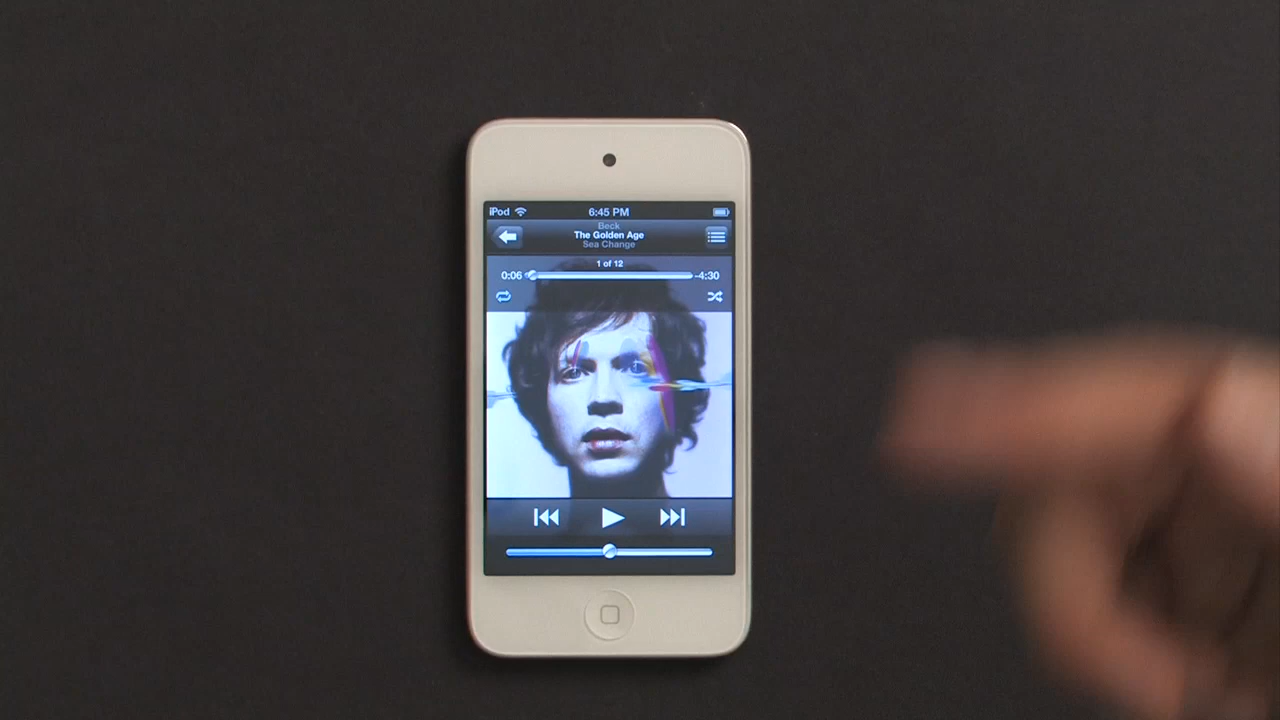 iPod 6:45 PM
Beck
The Golden Age
Sea Change
1 of 12
0:06 -4:30